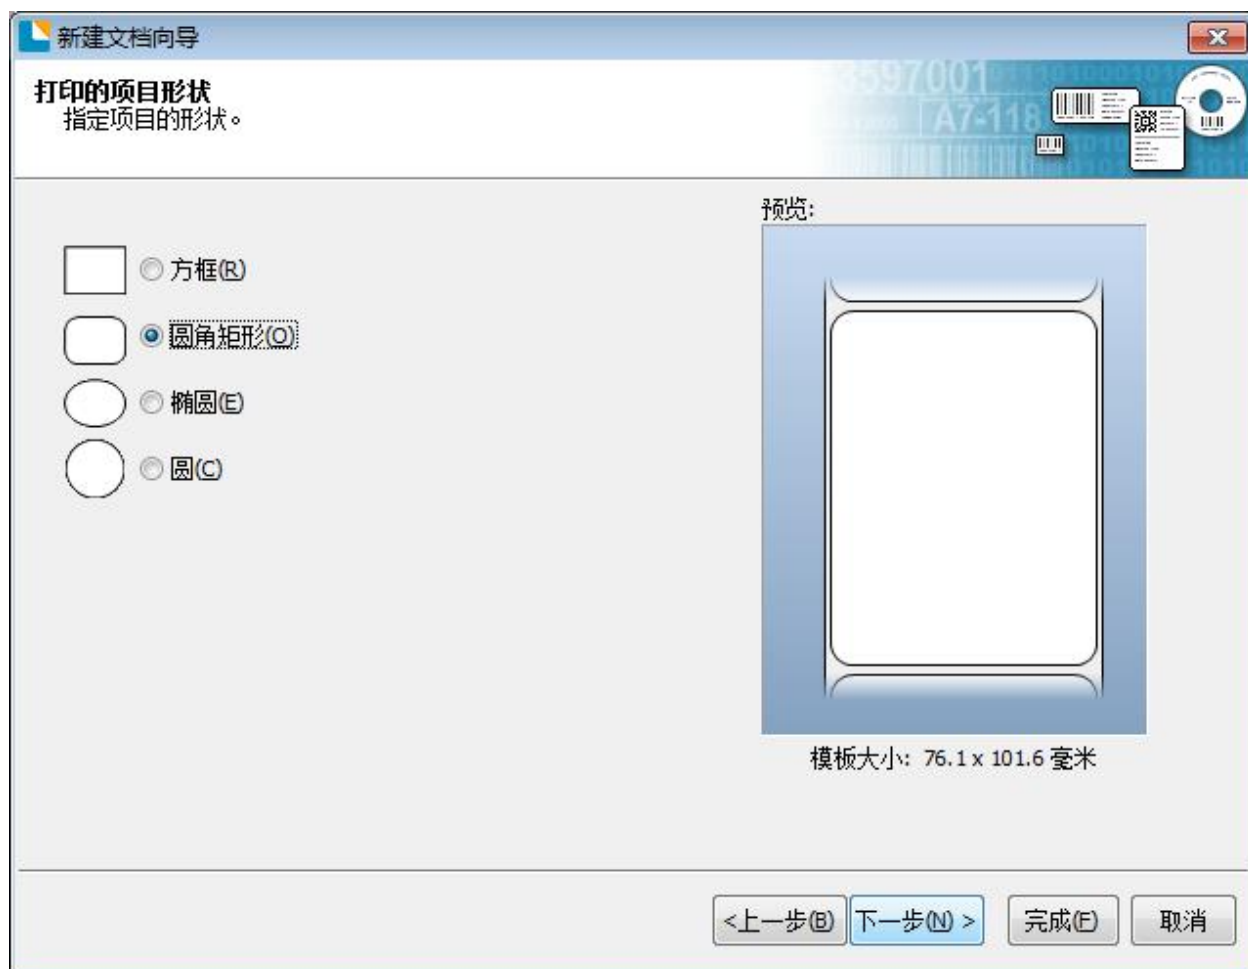 新建文档向导
打印的项目形状
指定项目的形状。
3597001
A7-118
预览:
方框(R)
圆角矩形(O)
椭圆(E)
圆(C)
模板大小: 76.1 x 101.6 毫米
<上一步(B)
下一步(N) >
完成(F)
取消